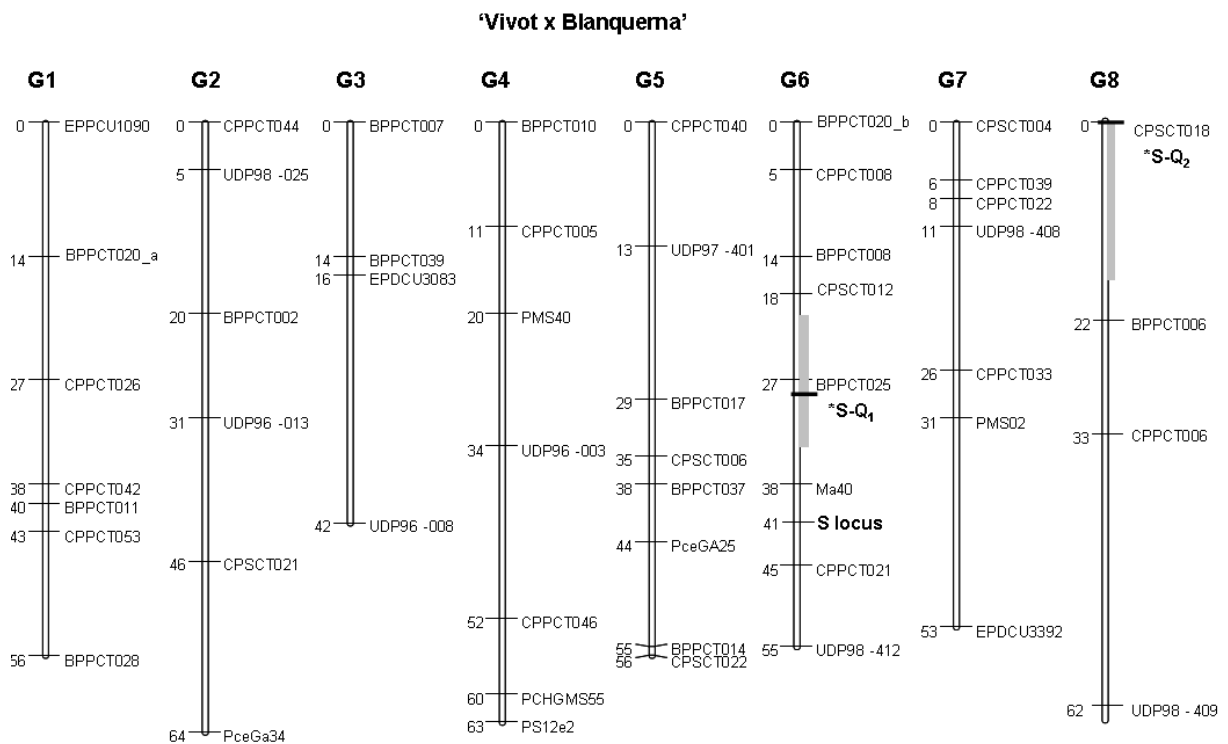 ‘Vivot x Blanquerna’
G1
0 EPPCU1090
14 BPPCT020_a
27 CPPCT026
38 CPPCT042
40 BPPCT011
43 CPPCT053
56 BPPCT028
G2
0 CPPCT044
5 UDP98 -025
20 BPPCT002
31 UDP96 -013
46 CPSCT021
64 PceGa34
G3
0 BPPCT007
14 BPPCT039
16 EPDCU3083
42 UDP96 -008
G4
0 BPPCT010
11 CPPCT005
20 PMS40
34 UDP96 -003
52 CPPCT046
60 PCHGMS55
63 PS12e2
G5
0 CPPCT040
13 UDP97 -401
29 BPPCT017
35 CPSCT006
38 BPPCT037
44 PceGA25
55 BPPCT014
56 CPSCT022
G6
0 BPPCT020_b
5 CPPCT008
14 BPPCT008
18 CPSCT012
27 BPPCT025
*S-Q1
38 Ma40
41 S locus
45 CPPCT021
55 UDP98 -412
G7
0 CPSCT004
6 CPPCT039
8 CPPCT022
11 UDP98 -408
26 CPPCT033
31 PMS02
53 EPDCU3392
G8
0 CPSCT018
*S-Q2
22 BPPCT006
33 CPPCT006
62 UDP98 -409